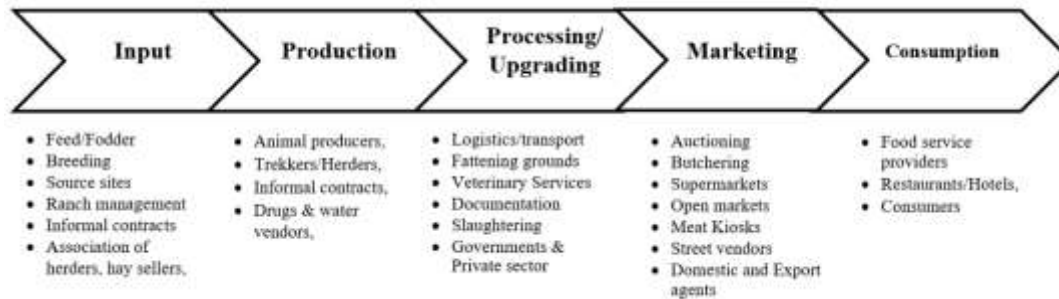 Input
Production
Processing/
Upgrading
Marketing
Consumption
• Feed/Fodder
• Breeding
• Source sites
• Ranch management
• Informal contracts
• Association of
herders, hay sellers,
• Animal producers,
• Trekkers/Herders,
• Informal contracts,
• Drugs & water
vendors,
• Logistics/transport
• Fattening grounds
• Veterinary Services
• Documentation
• Slaughtering
• Governments &
Private sector
• Auctioning
• Butchering
• Supermarkets
• Open markets
• Meat Kiosks
• Street vendors
• Domestic and Export
agents
• Food service
providers
• Restaurants/Hotels,
• Consumers